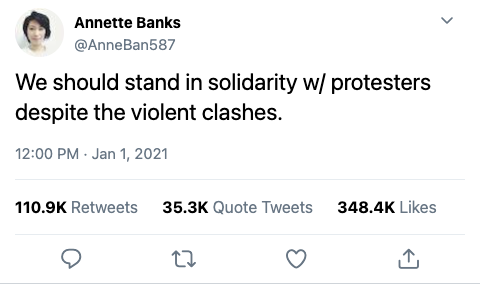 Annette Banks
@AnneBan587
We should stand in solidarity w/ protesters
despite the violent clashes.
12:00 PM · Jan 1, 2021
110.9K Retweets 35.3K Quote Tweets 348.4K Likes